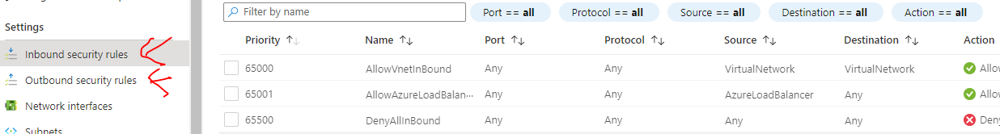 Filter by name
Port == all
Protocol == all
Source == all
Destination == all
Action == all
Settings
Inbound security rules
Outbound security rules
Network interfaces
Subnets
Priority ↑↓ Name ↑↓ Port ↑↓ Protocol ↑↓ Source ↑↓ Destination ↑↓ Action
65000 AllowVnetInBound Any Any VirtualNetwork VirtualNetwork Allow
65001 AllowAzureLoadBalan··· Any Any AzureLoadBalancer Any Allow
65500 DenyAllInBound Any Any Any Any Deny